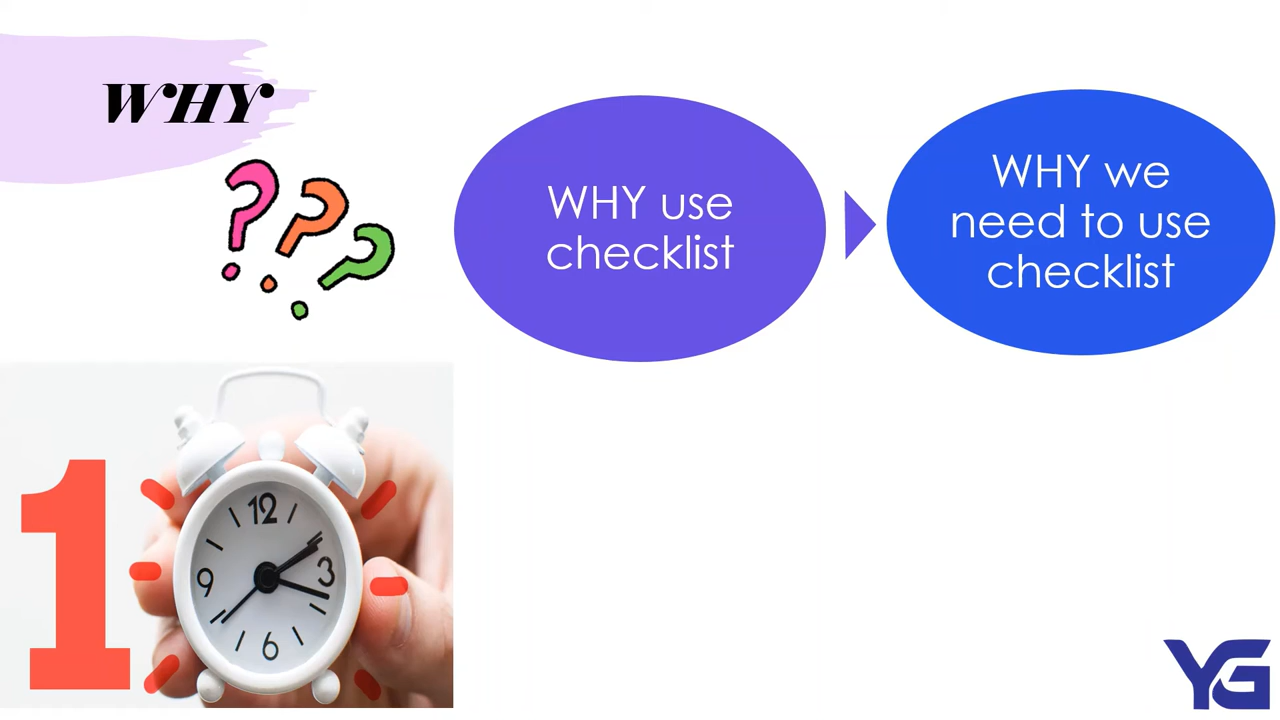 WHY
???
WHY use
checklist
WHY we
need to use
checklist
1
12
3
9
6
YG